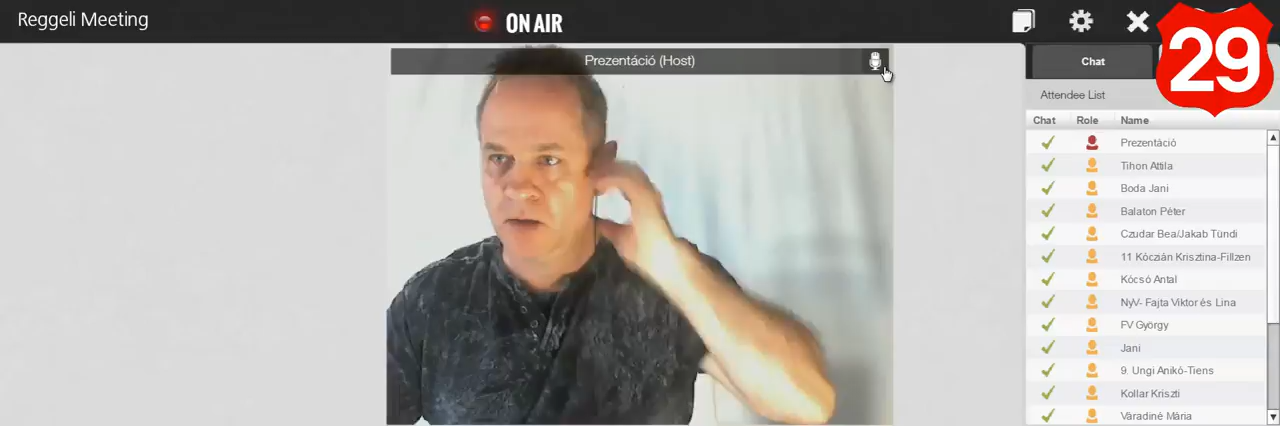 Reggeli Meeting
ON AIR
29
Prezentáció (Host)
Chat
Attendee List
Chat Role Name
Prezentáció
Tihon Attila
Boda Jani
Balaton Péter
Czudar Bea/Jakab Tündi
11 Kóczián Krisztina-Fillzen
Kócsó Antal
NyV- Fajta Viktor és Lina
FV György
Jani
9. Ungi Anikó-Tiens
Kollar Kriszti
Váradiné Mária